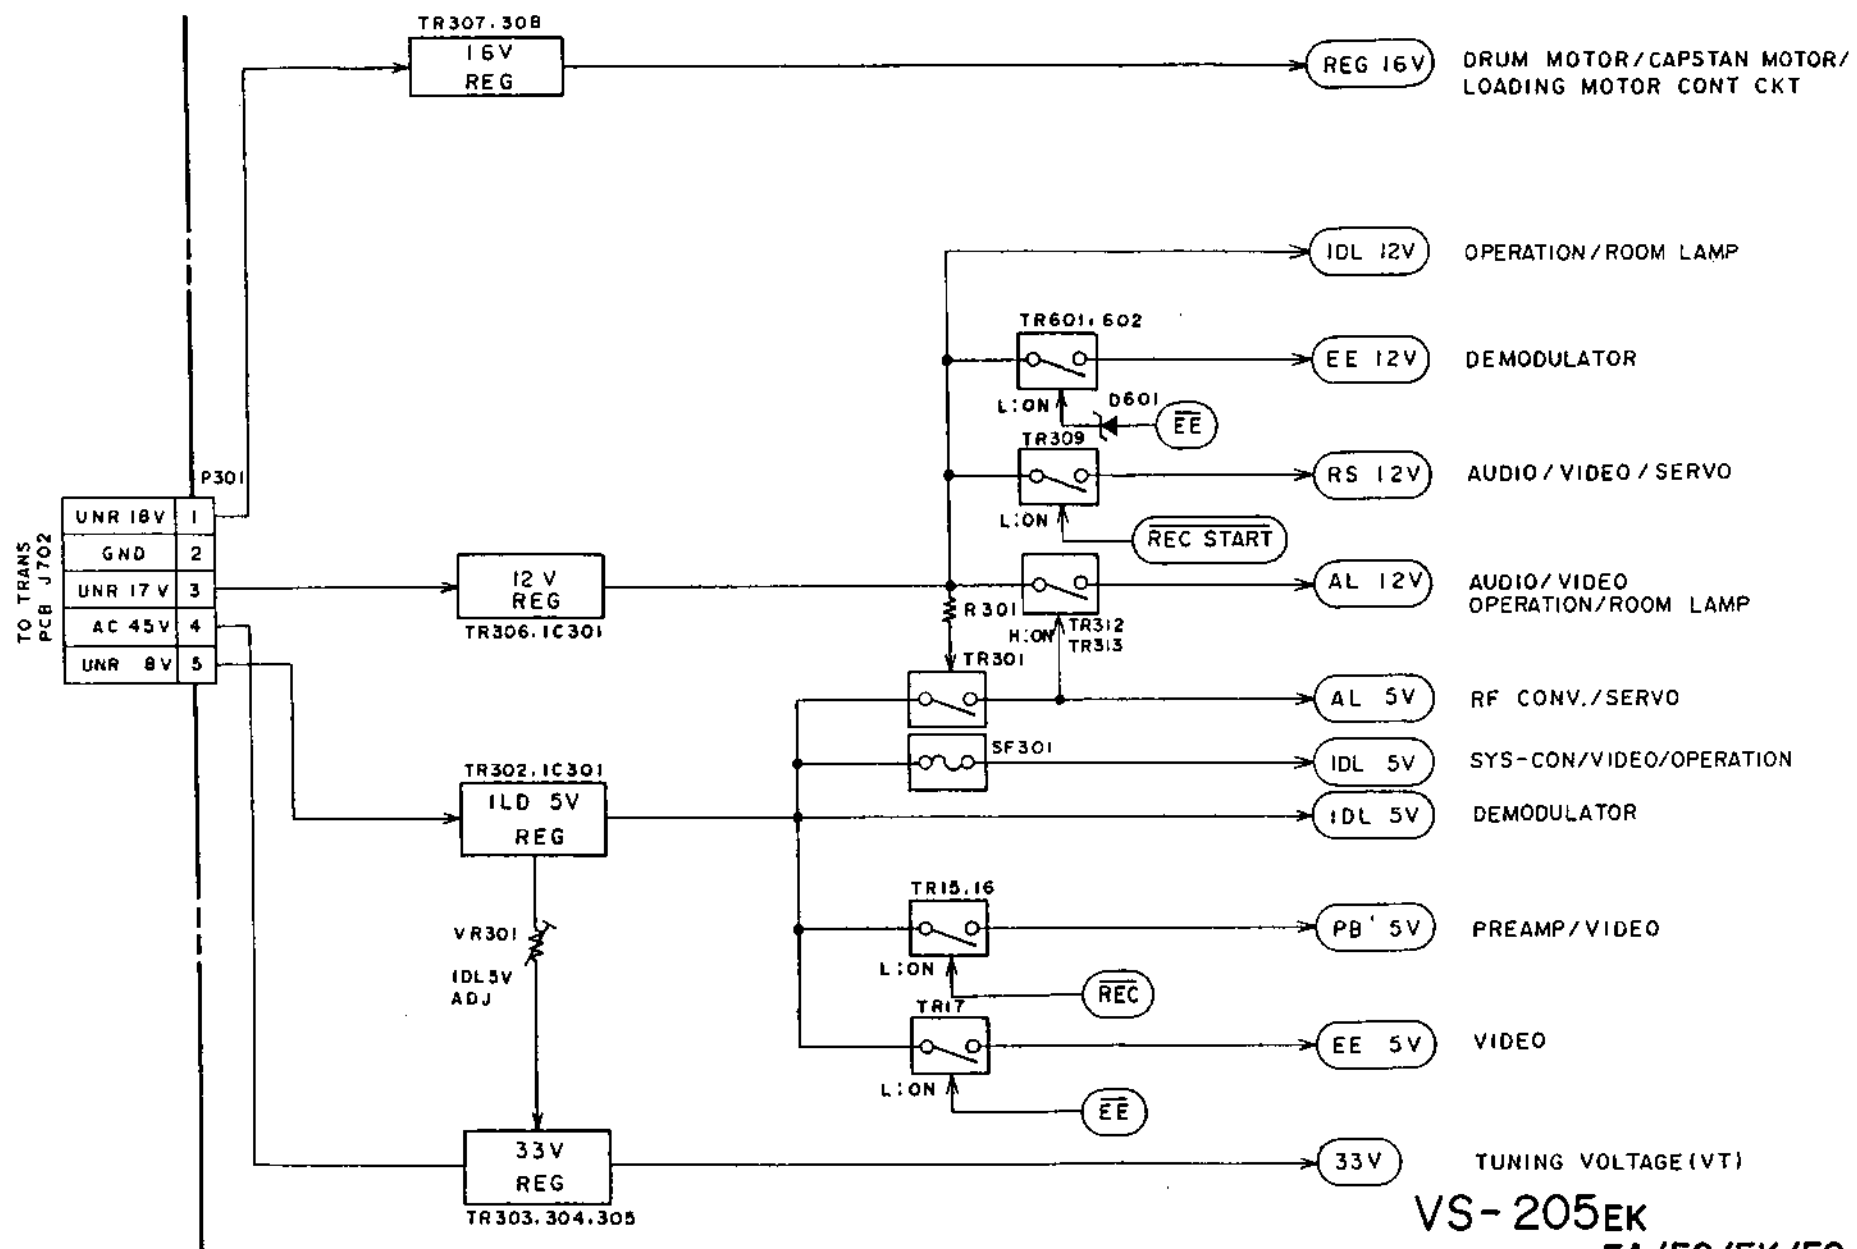 TR307.308
16V
REG
REG 16V
DRUM MOTOR/CAPSTAN MOTOR/
LOADING MOTOR CONT CKT
IDL 12V
OPERATION/ROOM LAMP
TR601.602
EE 12V
DEMODULATOR
L:ON
D601
EE
TR309
RS 12V
AUDIO/VIDEO/SERVO
L:ON
REC START
P301
TO TRANS
PCB J702
UNR 18V 1
GND 2
UNR 17V 3
AC 45V 4
UNR 8V 5
12V
REG
TR306.IC301
R301
AL 12V
AUDIO/VIDEO
OPERATION/ROOM LAMP
H:ON
TR312
TR313
TR301
AL 5V
RF CONV./SERVO
SF301
IDL 5V
SYS-CON/VIDEO/OPERATION
TR302.IC301
ILD 5V
REG
IDL 5V
DEMODULATOR
TR15.16
VR301
IDL5V
ADJ
PB' 5V
PREAMP/VIDEO
L:ON
REC
TR17
EE 5V
VIDEO
L:ON
EE
33V
REG
TR303.304.305
33V
TUNING VOLTAGE(VT)
VS-205EK